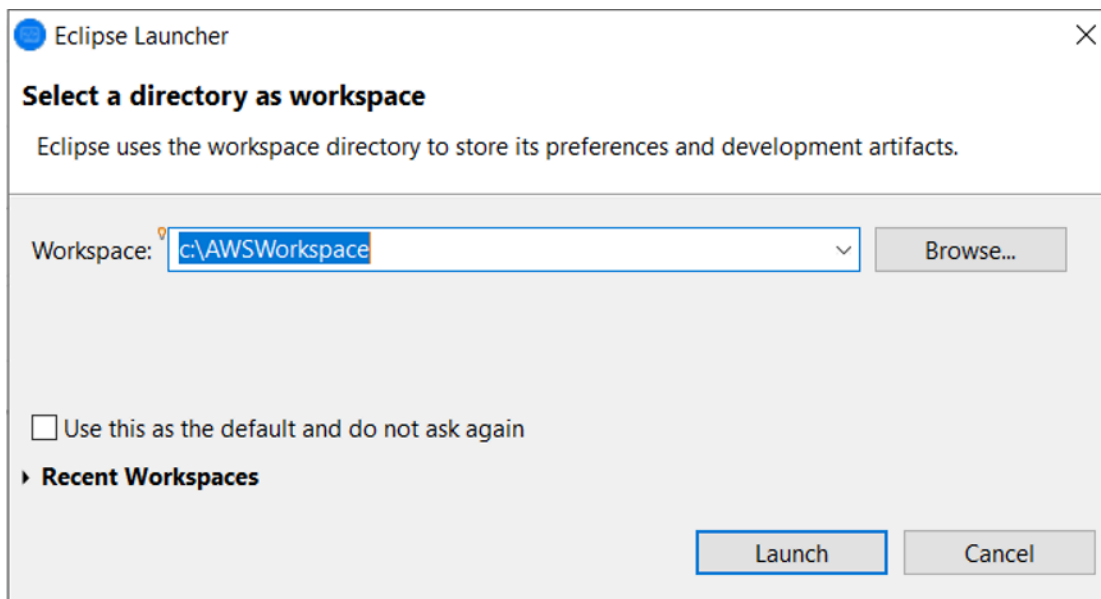 Eclipse Launcher
Select a directory as workspace
Eclipse uses the workspace directory to store its preferences and development artifacts.
Workspace: c:\AWSWorkspace Browse...
Use this as the default and do not ask again
Recent Workspaces
Launch Cancel